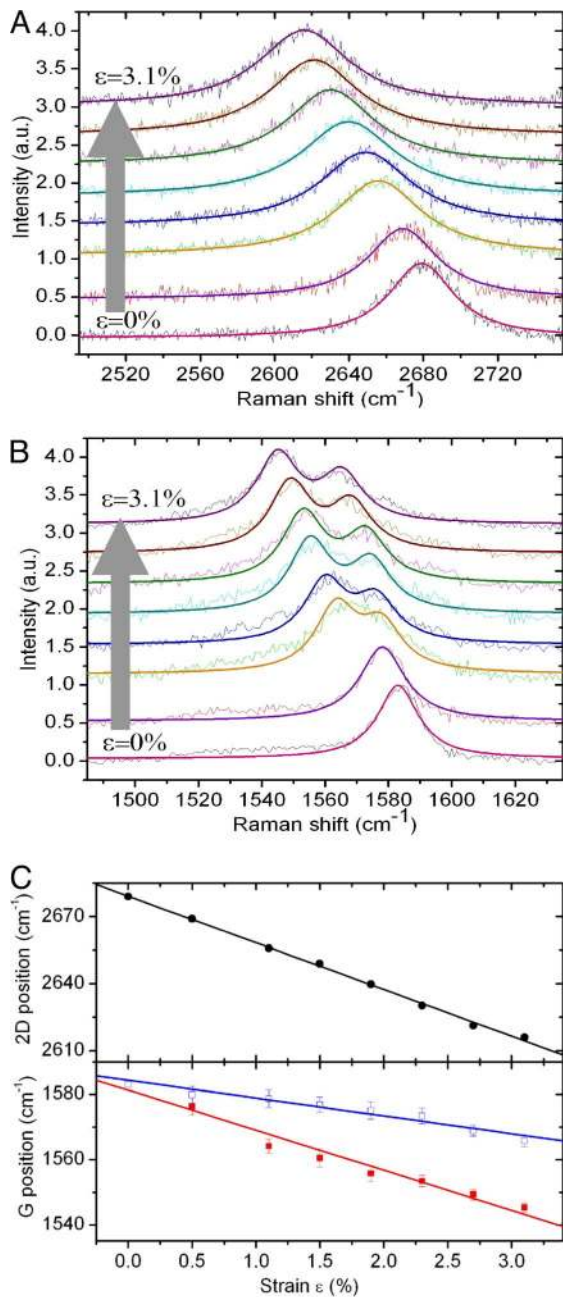 A
4.0
3.5
3.0
2.5
2.0
1.5
1.0
0.5
0.0
Intensity (a.u.)
ε=3.1%
ε=0%
2520 2560 2600 2640 2680 2720
Raman shift (cm⁻¹)
B
4.0
3.5
3.0
2.5
2.0
1.5
1.0
0.5
0.0
Intensity (a.u.)
ε=3.1%
ε=0%
1500 1520 1540 1560 1580 1600 1620
Raman shift (cm⁻¹)
C
2670
2640
2610
2D position (cm⁻¹)
1580
1560
1540
G position (cm⁻¹)
0.0 0.5 1.0 1.5 2.0 2.5 3.0
Strain ε (%)